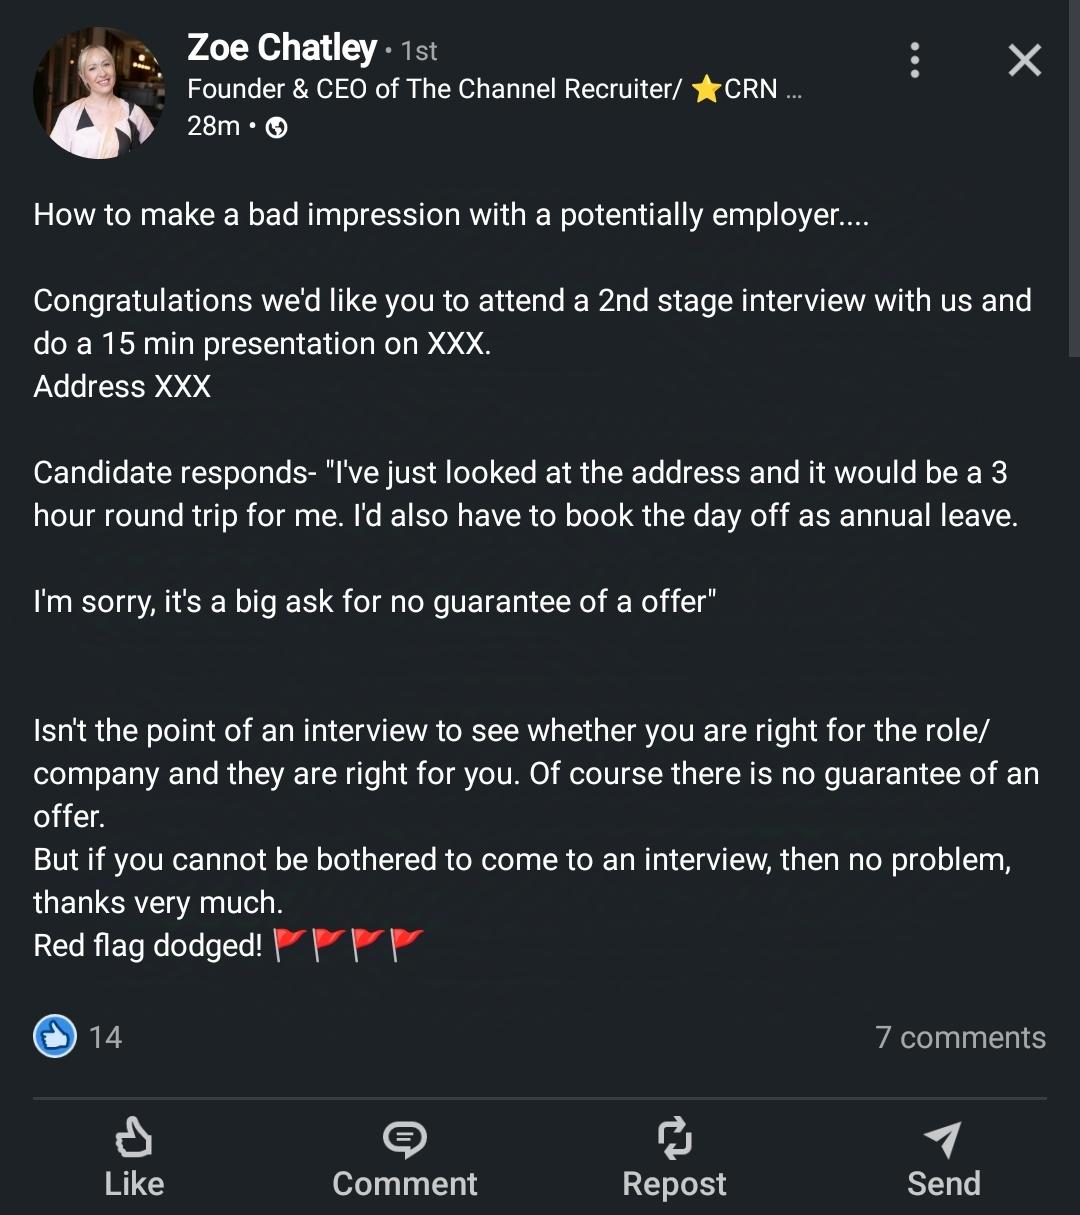 Zoe Chatley • 1st
Founder & CEO of The Channel Recruiter/ ⭐CRN ...
28m •
How to make a bad impression with a potentially employer....
Congratulations we'd like you to attend a 2nd stage interview with us and
do a 15 min presentation on XXX.
Address XXX
Candidate responds- "I've just looked at the address and it would be a 3
hour round trip for me. I'd also have to book the day off as annual leave.
I'm sorry, it's a big ask for no guarantee of a offer"
Isn't the point of an interview to see whether you are right for the role/
company and they are right for you. Of course there is no guarantee of an
offer.
But if you cannot be bothered to come to an interview, then no problem,
thanks very much.
Red flag dodged! 🚩🚩🚩🚩
14
7 comments
Like
Comment
Repost
Send